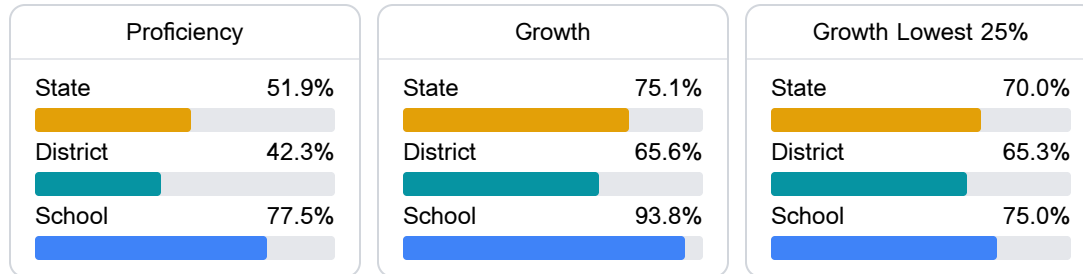 Proficiency
State 51.9%
District 42.3%
School 77.5%
Growth
State 75.1%
District 65.6%
School 93.8%
Growth Lowest 25%
State 70.0%
District 65.3%
School 75.0%